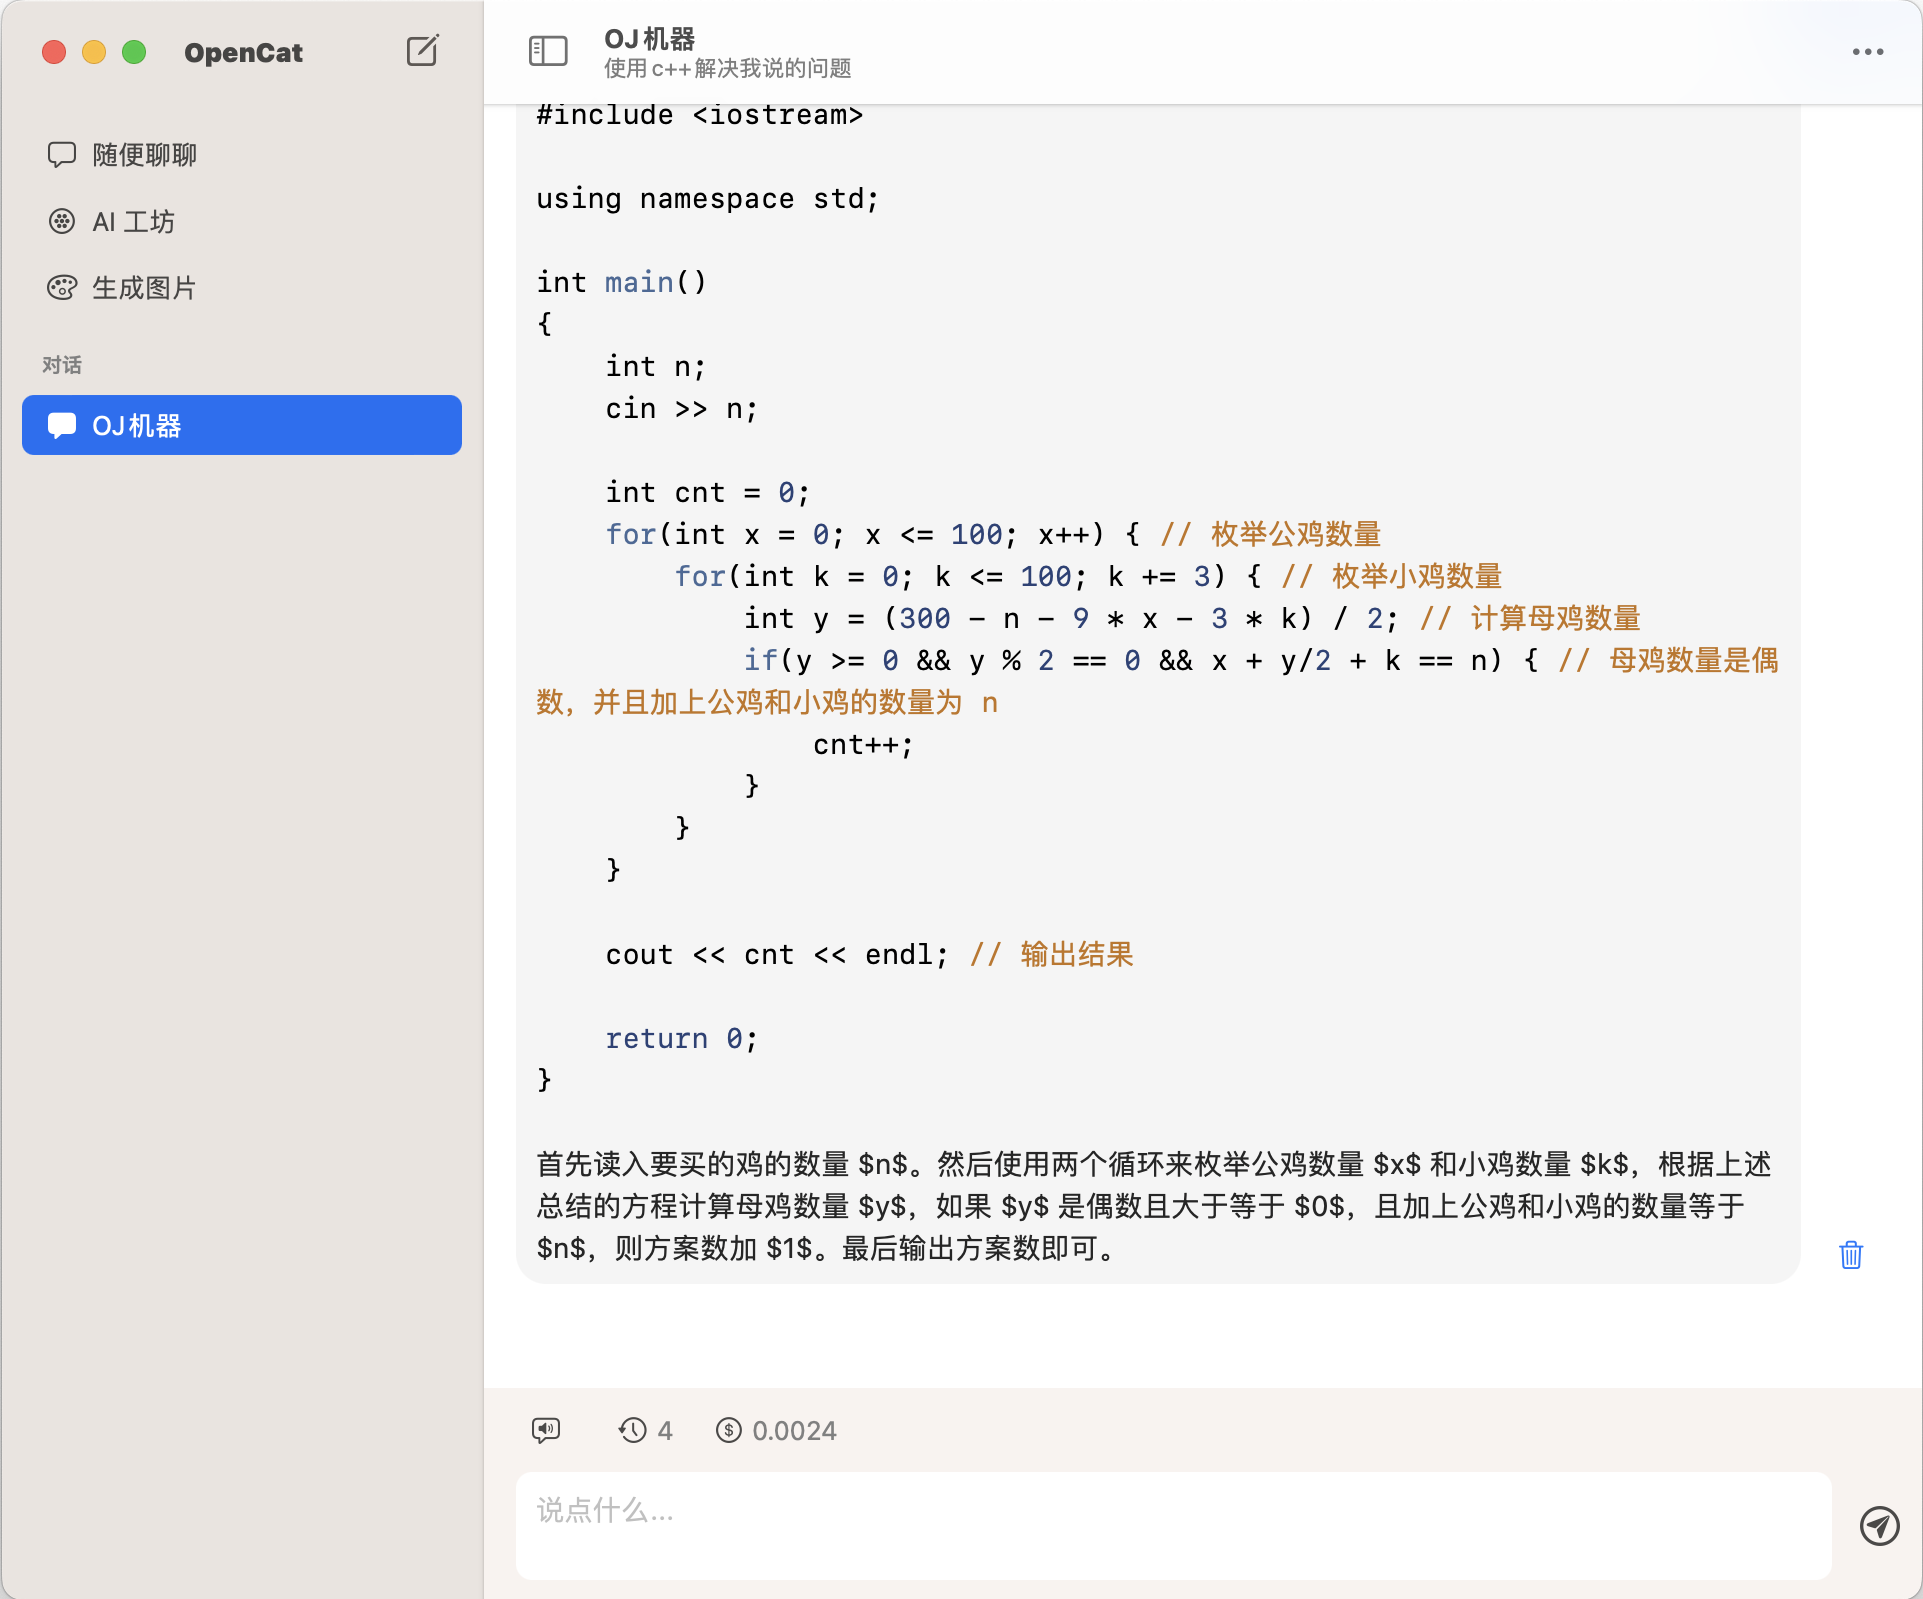 OpenCat
随便聊聊
AI 工坊
生成图片
对话
OJ机器
OJ机器
使用c++解决我说的问题
#include <iostream>
using namespace std;
int main()
{
    int n;
    cin >> n;
    int cnt = 0;
    for(int x = 0; x <= 100; x++) { // 枚举公鸡数量
        for(int k = 0; k <= 100; k += 3) { // 枚举小鸡数量
            int y = (300 - n - 9 * x - 3 * k) / 2; // 计算母鸡数量
            if(y >= 0 && y % 2 == 0 && x + y/2 + k == n) { // 母鸡数量是偶
数，并且加上公鸡和小鸡的数量为 n
                cnt++;
            }
        }
    }
    cout << cnt << endl; // 输出结果
    return 0;
}
首先读入要买的鸡的数量 $n$。然后使用两个循环来枚举公鸡数量 $x$ 和小鸡数量 $k$，根据上述
总结的方程计算母鸡数量 $y$，如果 $y$ 是偶数且大于等于 $0$，且加上公鸡和小鸡的数量等于
$n$，则方案数加 $1$。最后输出方案数即可。
4
$ 0.0024
说点什么...